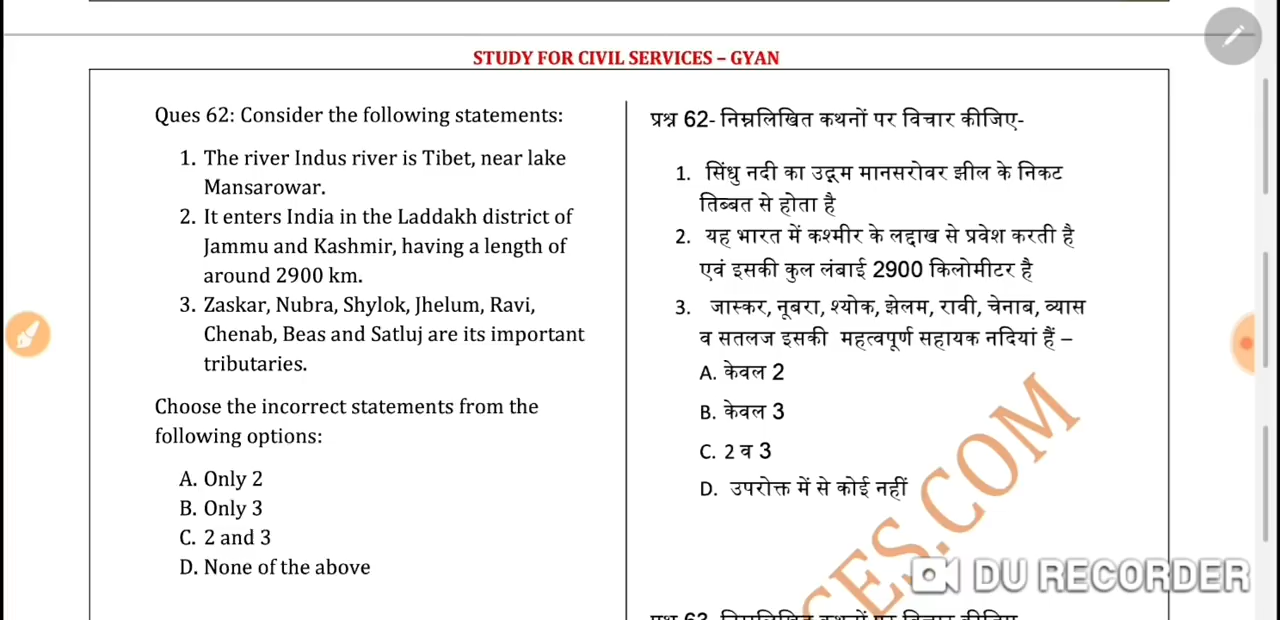 STUDY FOR CIVIL SERVICES – GYAN
Ques 62: Consider the following statements:
1. The river Indus river is Tibet, near lake
Mansarowar.
2. It enters India in the Laddakh district of
Jammu and Kashmir, having a length of
around 2900 km.
3. Zaskar, Nubra, Shylok, Jhelum, Ravi,
Chenab, Beas and Satluj are its important
tributaries.
Choose the incorrect statements from the
following options:
A. Only 2
B. Only 3
C. 2 and 3
D. None of the above
प्रश्न 62- निम्नलिखित कथनों पर विचार कीजिए-
1. सिंधु नदी का उद्गम मानसरोवर झील के निकट
तिब्बत से होता है
2. यह भारत में कश्मीर के लद्दाख से प्रवेश करती है
एवं इसकी कुल लंबाई 2900 किलोमीटर है
3. जास्कर, नूबरा, श्योक, झेलम, रावी, चेनाब, व्यास
व सतलज इसकी महत्वपूर्ण सहायक नदियां हैं –
A. केवल 2
B. केवल 3
C. 2 व 3
D. उपरोक्त में से कोई नहीं
CES.COM
DU RECORDER
प्रश्न 63- निम्नलिखित कथनों पर विचार कीजिए